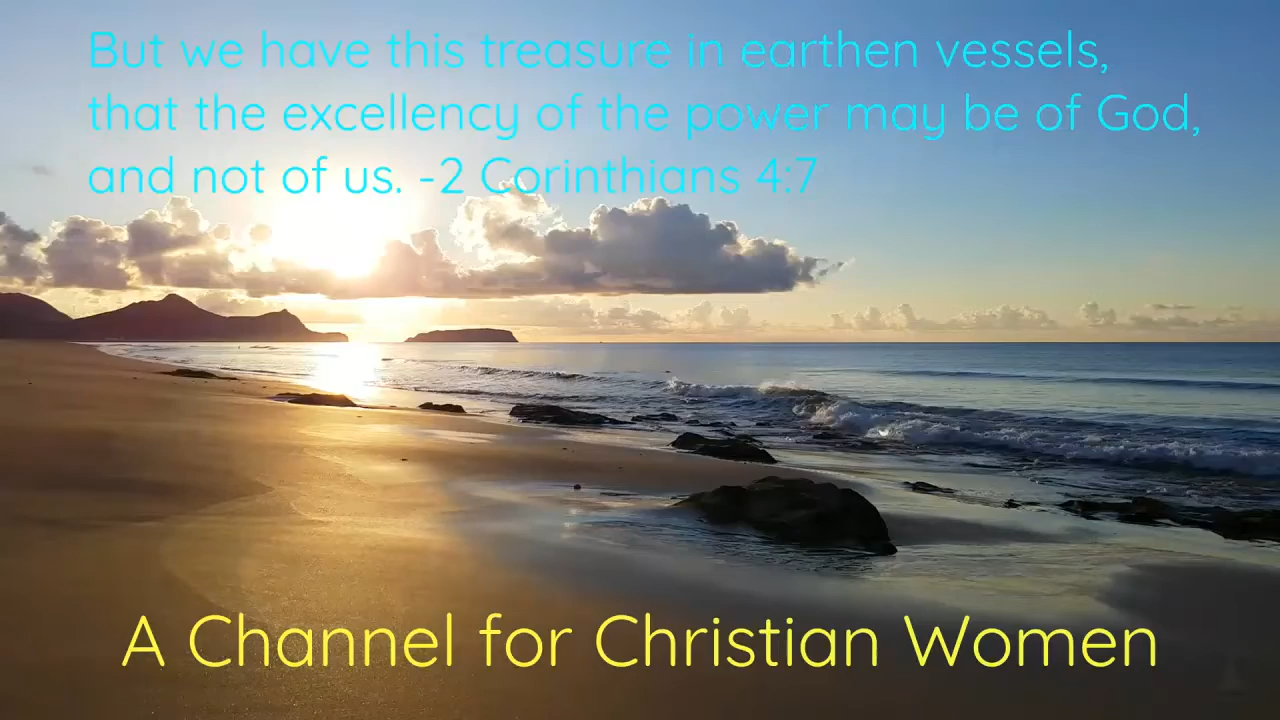 But we have this treasure in earthen vessels,
that the excellency of the power may be of God,
and not of us. -2 Corinthians 4:7
A Channel for Christian Women